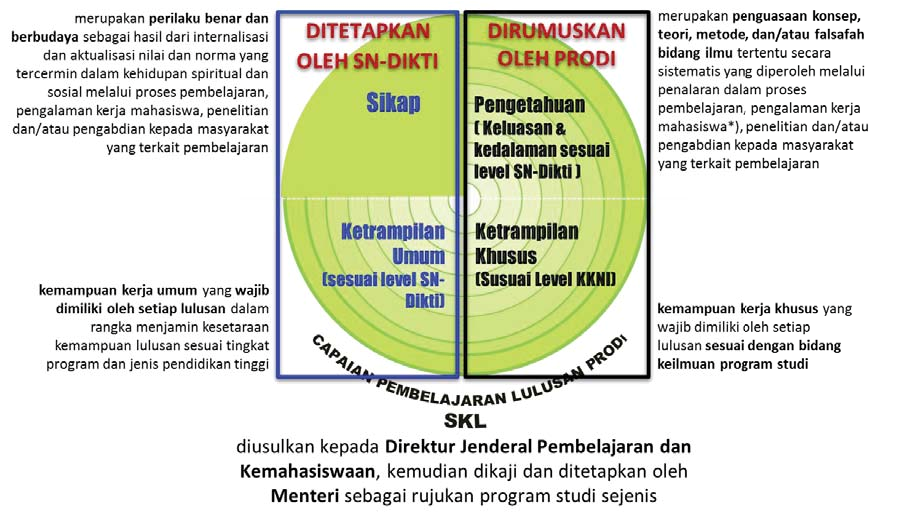 merupakan perilaku benar dan
berbudaya sebagai hasil dari internalisasi
dan aktualisasi nilai dan norma yang
tercermin dalam kehidupan spiritual dan
sosial melalui proses pembelajaran,
pengalaman kerja mahasiswa, penelitian
dan/atau pengabdian kepada masyarakat
yang terkait pembelajaran
DITETAPKAN
OLEH SN-DIKTI
Sikap
DIRUMUSKAN
OLEH PRODI
Pengetahuan
( Keluasan &
kedalaman sesuai
level SN-Dikti )
merupakan penguasaan konsep,
teori, metode, dan/atau falsafah
bidang ilmu tertentu secara
sistematis yang diperoleh melalui
penalaran dalam proses
pembelajaran, pengalaman kerja
mahasiswa*), penelitian dan/atau
pengabdian kepada masyarakat
yang terkait pembelajaran
kemampuan kerja umum yang wajib
dimiliki oleh setiap lulusan dalam
rangka menjamin kesetaraan
kemampuan lulusan sesuai tingkat
program dan jenis pendidikan tinggi
Ketrampilan
Umum
(sesuai level SN-
Dikti)
Ketrampilan
Khusus
(Susuai Level KKNI)
kemampuan kerja khusus yang
wajib dimiliki oleh setiap
lulusan sesuai dengan bidang
keilmuan program studi
CAPAIAN PEMBELAJARAN LULUSAN PRODI
SKL
diusulkan kepada Direktur Jenderal Pembelajaran dan
Kemahasiswaan, kemudian dikaji dan ditetapkan oleh
Menteri sebagai rujukan program studi sejenis